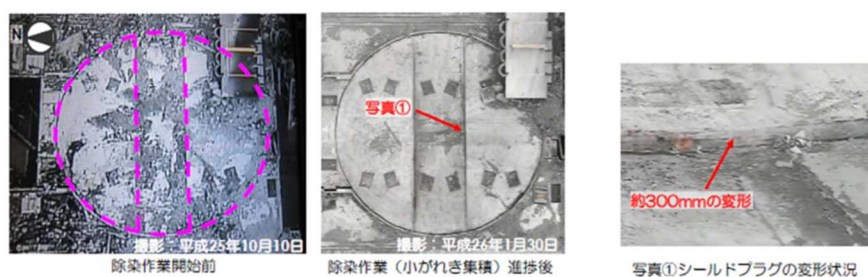 N
撮影：平成25年10月10日
除染作業開始前
写真①
撮影：平成26年1月30日
除染作業（小がれき集積）進捗後
約300mmの変形
写真①シールドプラグの変形状況